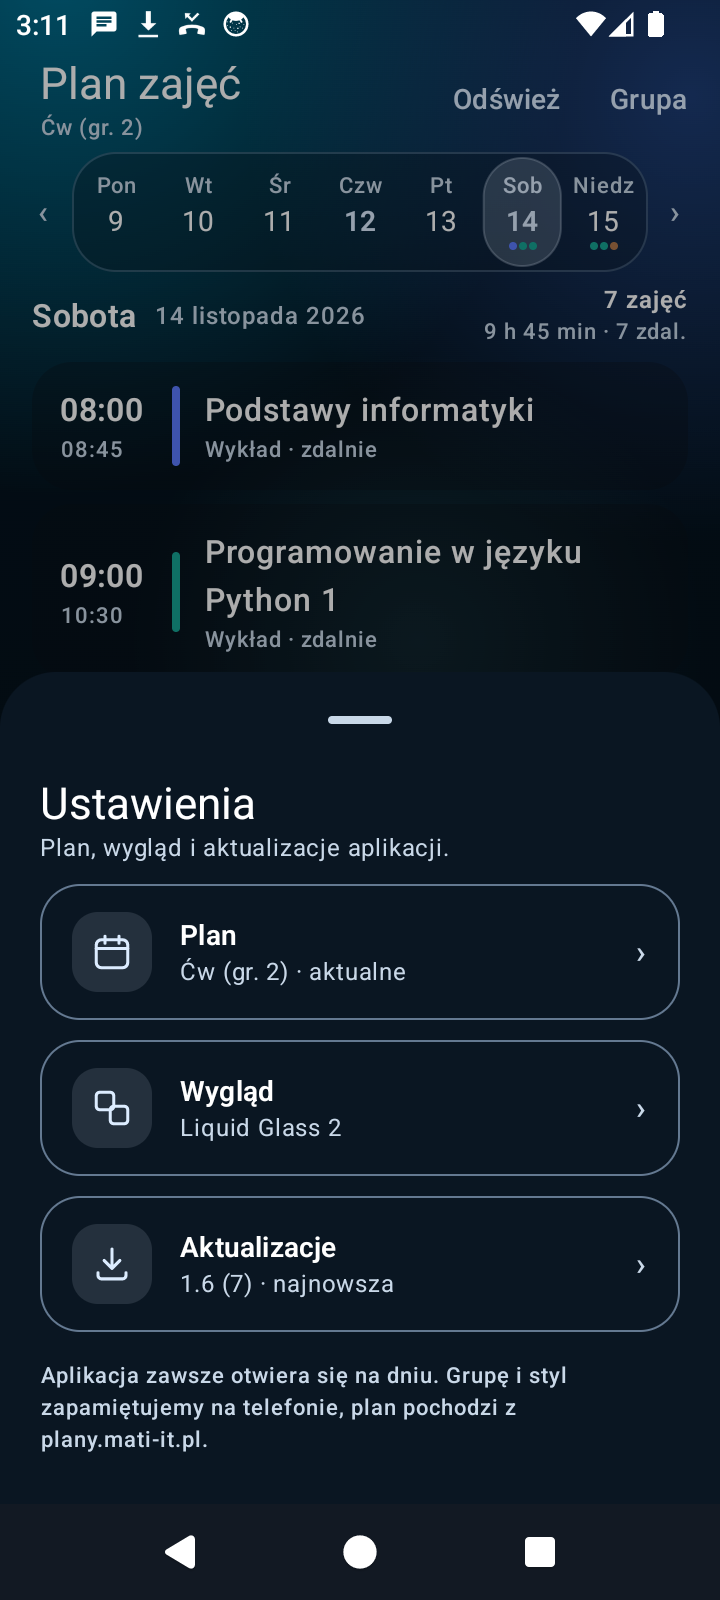 3:11
Plan zajęć
Ćw (gr. 2)
Odśwież
Grupa
‹
Pon
Wt
Śr
Czw
Pt
Sob
Niedz
9
10
11
12
13
14
15
›
Sobota
14 listopada 2026
7 zajęć
9 h 45 min · 7 zdal.
08:00
08:45
Podstawy informatyki
Wykład · zdalnie
09:00
10:30
Programowanie w języku
Python 1
Wykład · zdalnie
Ustawienia
Plan, wygląd i aktualizacje aplikacji.
Plan
Ćw (gr. 2) · aktualne
›
Wygląd
Liquid Glass 2
›
Aktualizacje
1.6 (7) · najnowsza
›
Aplikacja zawsze otwiera się na dniu. Grupę i styl
zapamiętujemy na telefonie, plan pochodzi z
plany.mati-it.pl.